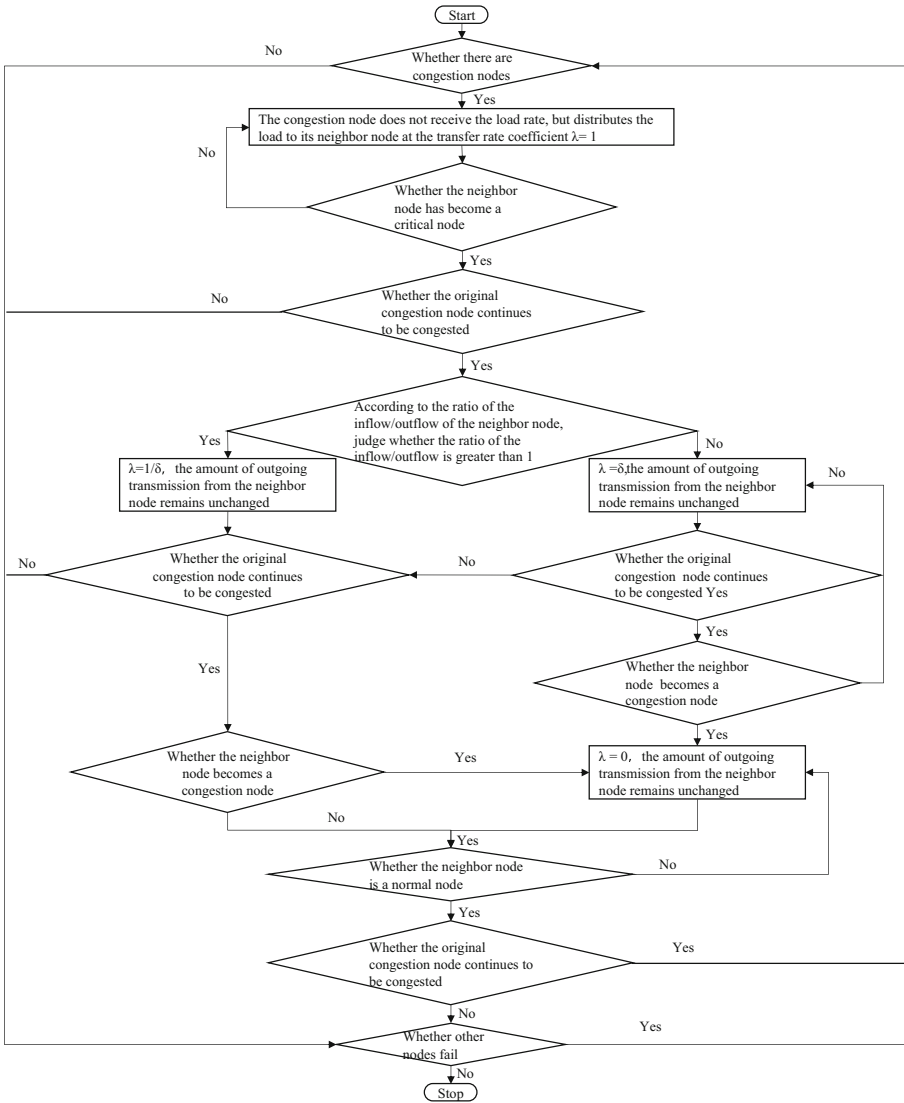 Start
No
Whether there are
congestion nodes
Yes
The congestion node does not receive the load rate, but distributes the
load to its neighbor node at the transfer rate coefficient λ= 1
No
Whether the neighbor
node has become a
critical node
Yes
No
Whether the original
congestion node continues
to be congested
Yes
According to the ratio of the
inflow/outflow of the neighbor node,
judge whether the ratio of the
inflow/outflow is greater than 1
Yes
No
λ=1/δ, the amount of outgoing
transmission from the neighbor
node remains unchanged
λ =δ,the amount of outgoing
transmission from the neighbor
node remains unchanged
No
No
Whether the original
congestion node continues
to be congested
No
Whether the original
congestion node continues
to be congested Yes
Yes
Yes
Whether the neighbor
node becomes a
congestion node
Yes
Whether the neighbor
node becomes a
congestion node
Yes
λ = 0, the amount of outgoing
transmission from the neighbor
node remains unchanged
No
Yes
Whether the neighbor node
is a normal node
No
Yes
Whether the original
congestion node continues to
be congested
Yes
No
Whether other
nodes fail
Yes
No
Stop